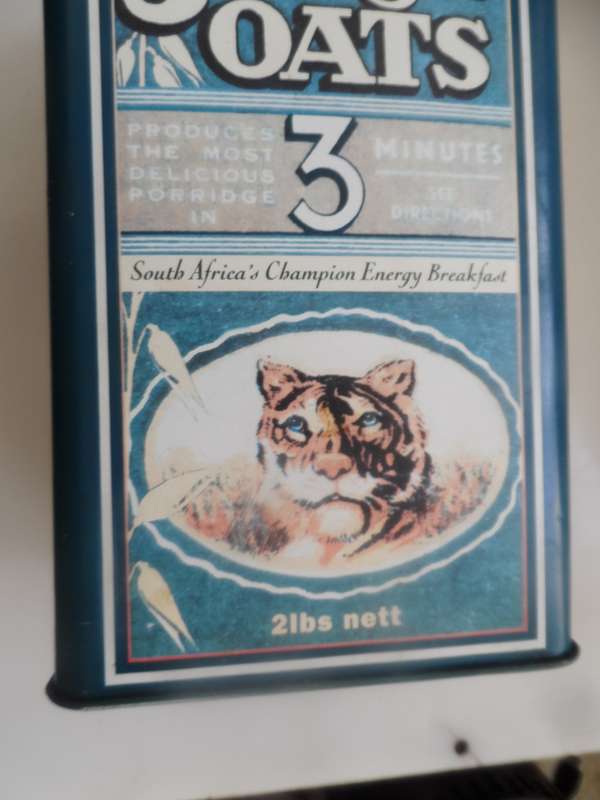 OATS
PRODUCES
THE MOST
DELICIOUS
PORRIDGE
IN
3
MINUTES
SEE
DIRECTIONS
South Africa's Champion Energy Breakfast
2lbs nett